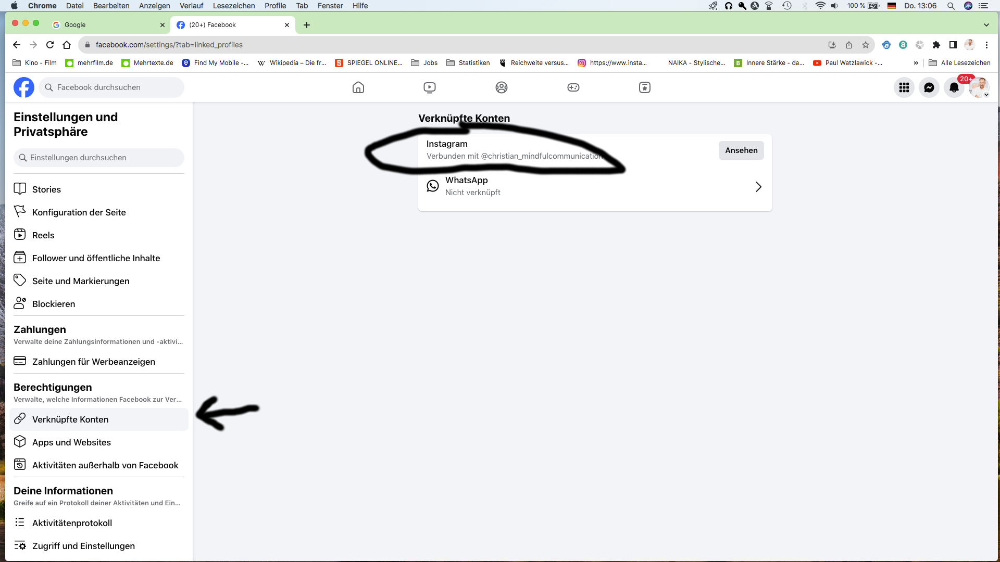 Chrome Datei Bearbeiten Anzeigen Verlauf Lesezeichen Profile Tab Fenster Hilfe 100 % Do. 13:06
Google (20+) Facebook
facebook.com/settings/?tab=linked_profiles
Kino - Film mehrfilm.de Mehrtexte.de Find My Mobile -... Wikipedia – Die fr... SPIEGEL ONLINE... Jobs Statistiken Reichweite versus... https://www.insta... NAIKA - Stylische... Innere Stärke - da... Paul Watzlawick -... » Alle Lesezeichen
Facebook durchsuchen 20+
Einstellungen und
Privatsphäre
Einstellungen durchsuchen
Stories
Konfiguration der Seite
Reels
Follower und öffentliche Inhalte
Seite und Markierungen
Blockieren
Zahlungen
Verwalte deine Zahlungsinformationen und -aktivi...
Zahlungen für Werbeanzeigen
Berechtigungen
Verwalte, welche Informationen Facebook zur Ver...
Verknüpfte Konten
Apps und Websites
Aktivitäten außerhalb von Facebook
Deine Informationen
Greife auf ein Protokoll deiner Aktivitäten und Ein...
Aktivitätenprotokoll
Zugriff und Einstellungen
Verknüpfte Konten
Instagram
Verbunden mit @christian_mindfulcommunication
Ansehen
WhatsApp
Nicht verknüpft